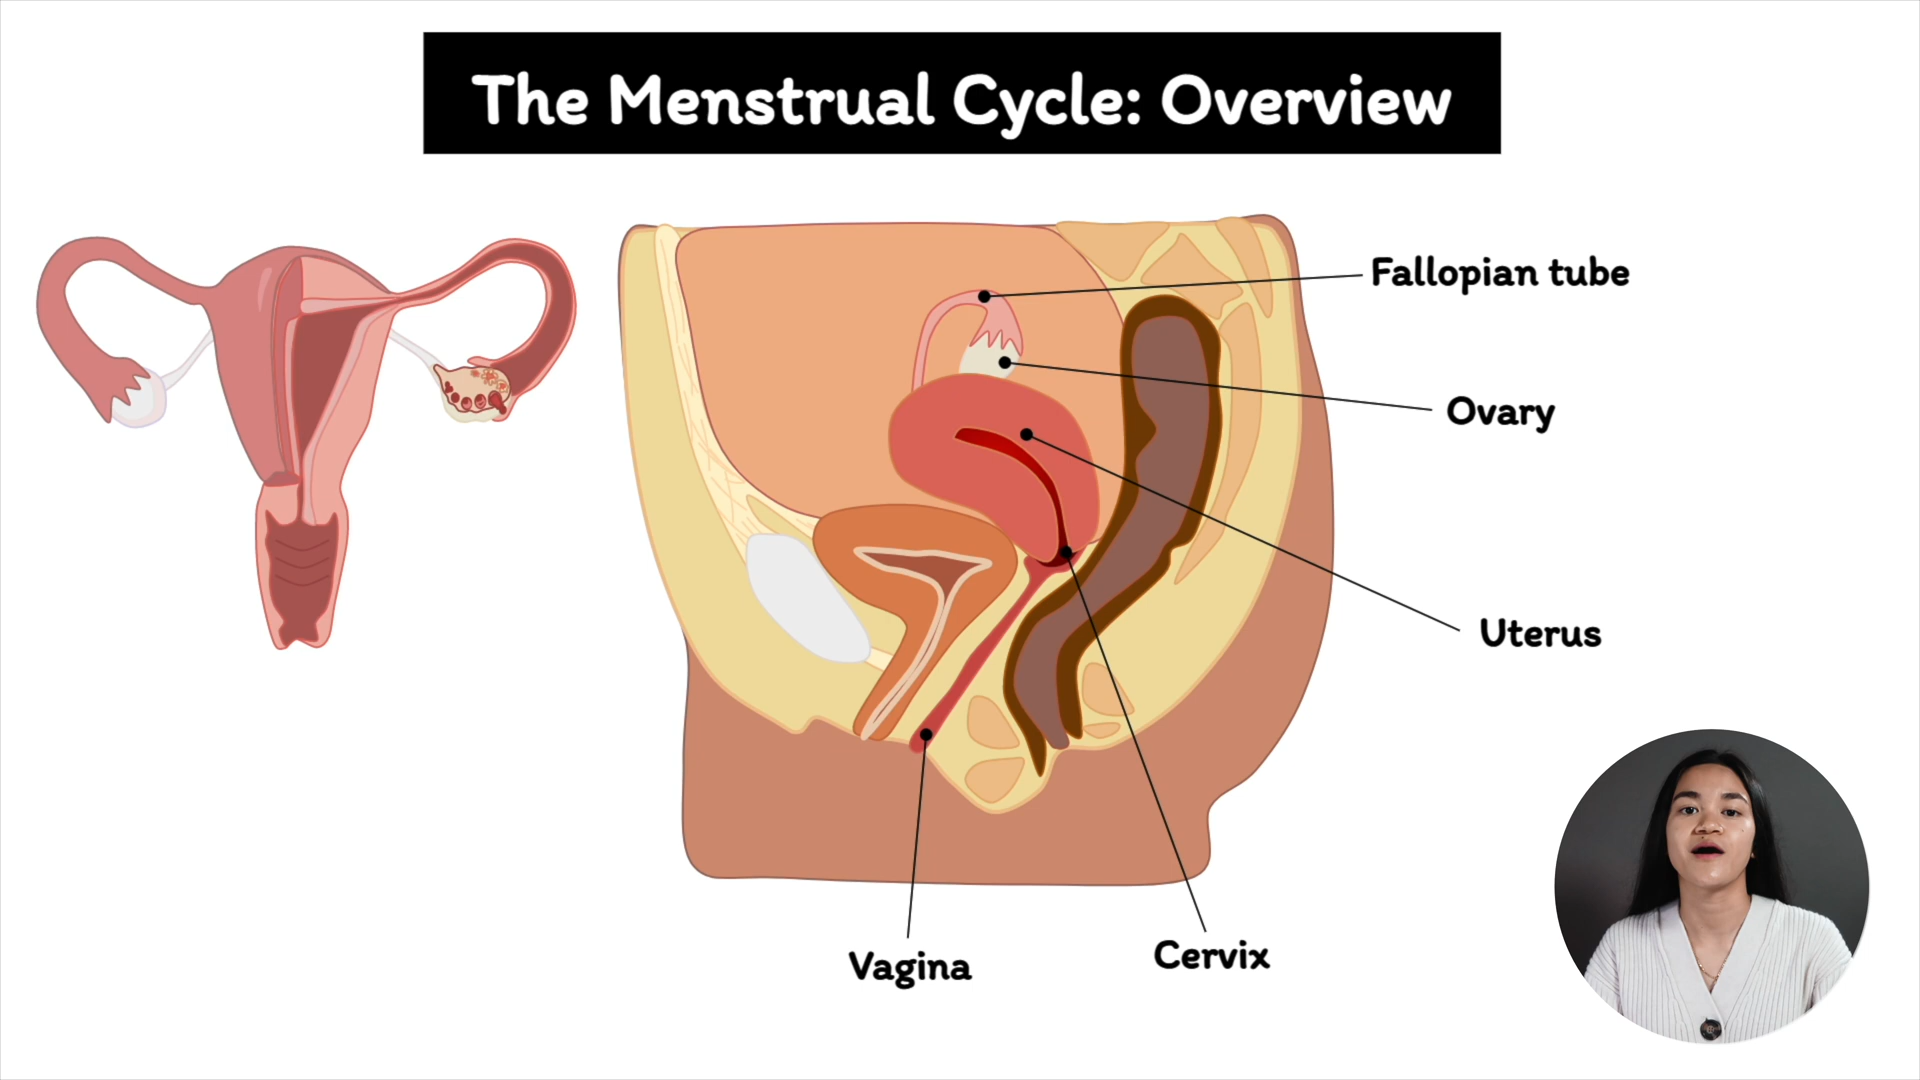 The Menstrual Cycle: Overview
Fallopian tube
Ovary
Uterus
Cervix
Vagina